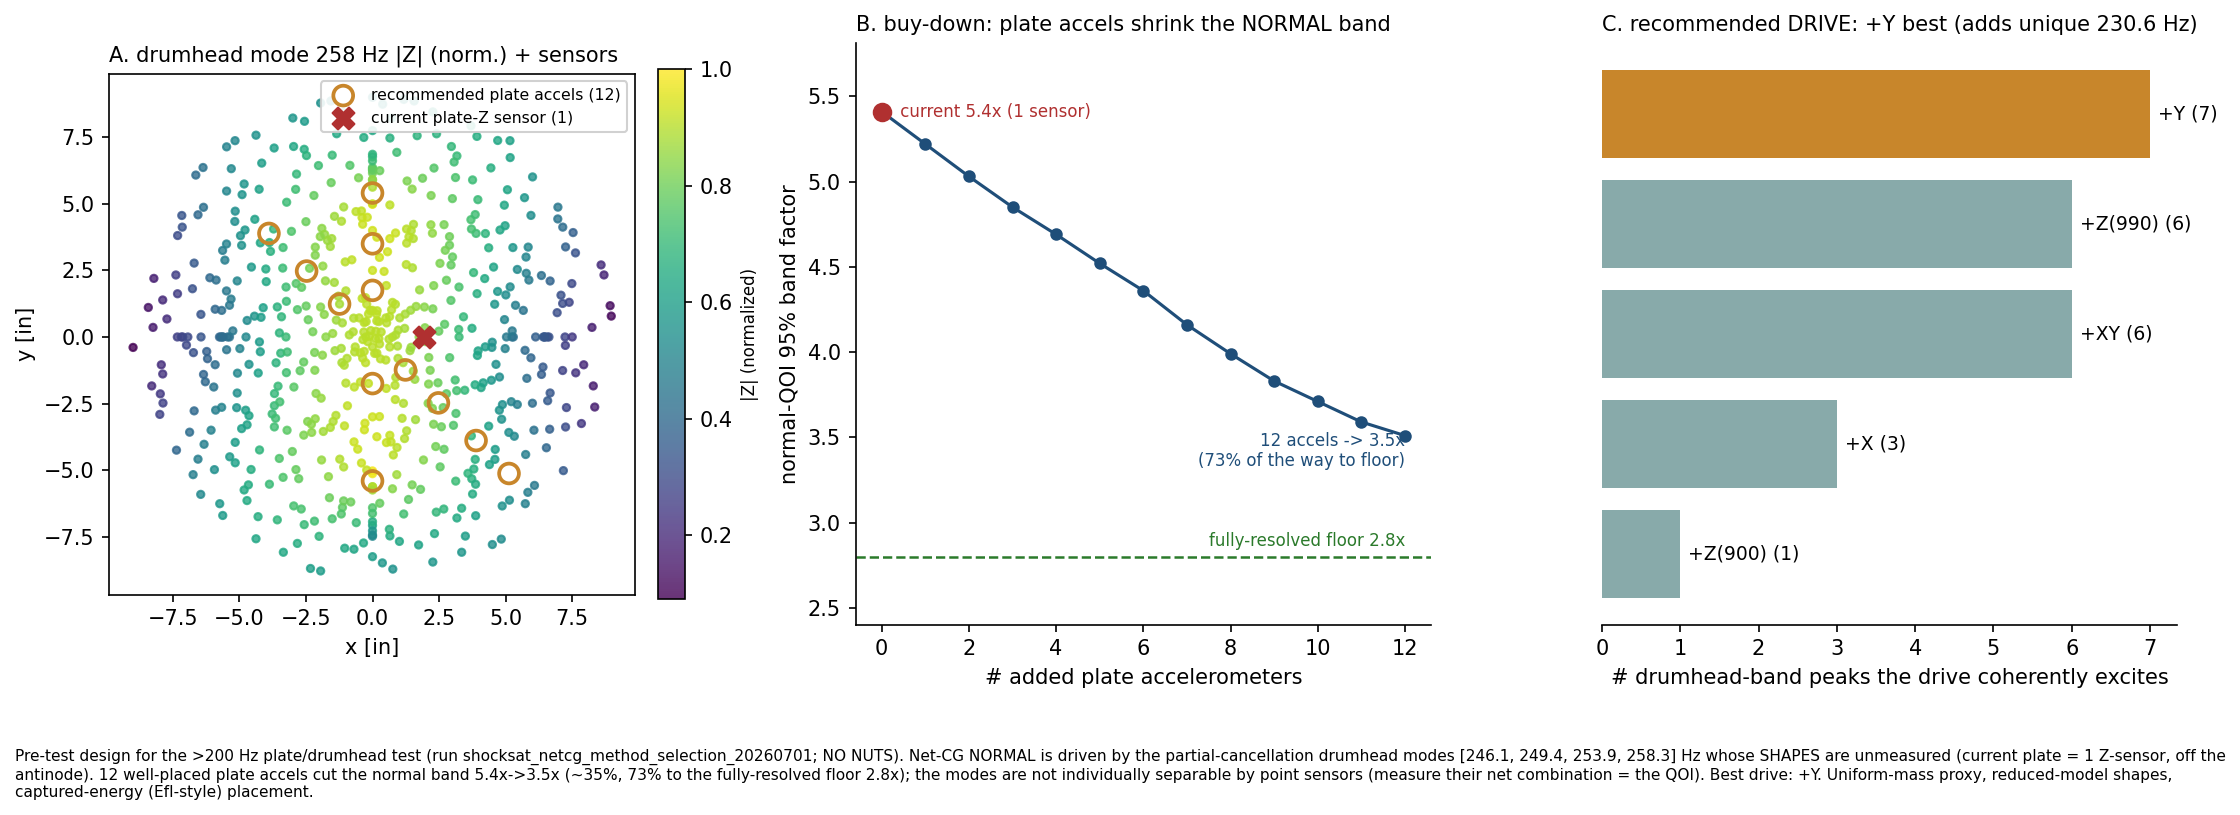 A. drumhead mode 258 Hz |Z| (norm.) + sensors
recommended plate accels (12)
current plate-Z sensor (1)
7.5
5.0
2.5
0.0
−2.5
−5.0
−7.5
y [in]
−7.5
−5.0
−2.5
0.0
2.5
5.0
7.5
x [in]
1.0
0.8
0.6
0.4
0.2
|Z| (normalized)
B. buy-down: plate accels shrink the NORMAL band
5.5
5.0
4.5
4.0
3.5
3.0
2.5
normal-QOI 95% band factor
current 5.4x (1 sensor)
12 accels -> 3.5x
(73% of the way to floor)
fully-resolved floor 2.8x
0
2
4
6
8
10
12
# added plate accelerometers
C. recommended DRIVE: +Y best (adds unique 230.6 Hz)
+Y (7)
+Z(990) (6)
+XY (6)
+X (3)
+Z(900) (1)
0
1
2
3
4
5
6
7
# drumhead-band peaks the drive coherently excites
Pre-test design for the >200 Hz plate/drumhead test (run shocksat_netcg_method_selection_20260701; NO NUTS). Net-CG NORMAL is driven by the partial-cancellation drumhead modes [246.1, 249.4, 253.9, 258.3] Hz whose SHAPES are unmeasured (current plate = 1 Z-sensor, off the
antinode). 12 well-placed plate accels cut the normal band 5.4x->3.5x (~35%, 73% to the fully-resolved floor 2.8x); the modes are not individually separable by point sensors (measure their net combination = the QOI). Best drive: +Y. Uniform-mass proxy, reduced-model shapes,
captured-energy (EfI-style) placement.